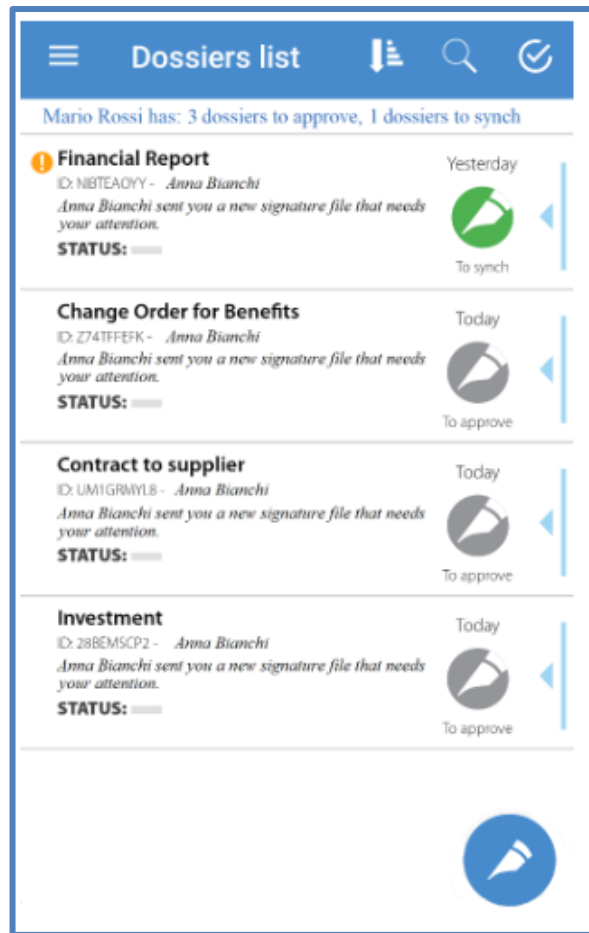 Dossiers list
Mario Rossi has: 3 dossiers to approve, 1 dossiers to synch
Financial Report
Yesterday
ID: NIBTEAOYY - Anna Bianchi
Anna Bianchi sent you a new signature file that needs
your attention.
STATUS:
To synch
Change Order for Benefits
Today
ID: Z74TFFEFK - Anna Bianchi
Anna Bianchi sent you a new signature file that needs
your attention.
STATUS:
To approve
Contract to supplier
Today
ID: UM1GRMYL8 - Anna Bianchi
Anna Bianchi sent you a new signature file that needs
your attention.
STATUS:
To approve
Investment
Today
ID: 28BEMSCP2 - Anna Bianchi
Anna Bianchi sent you a new signature file that needs
your attention.
STATUS:
To approve